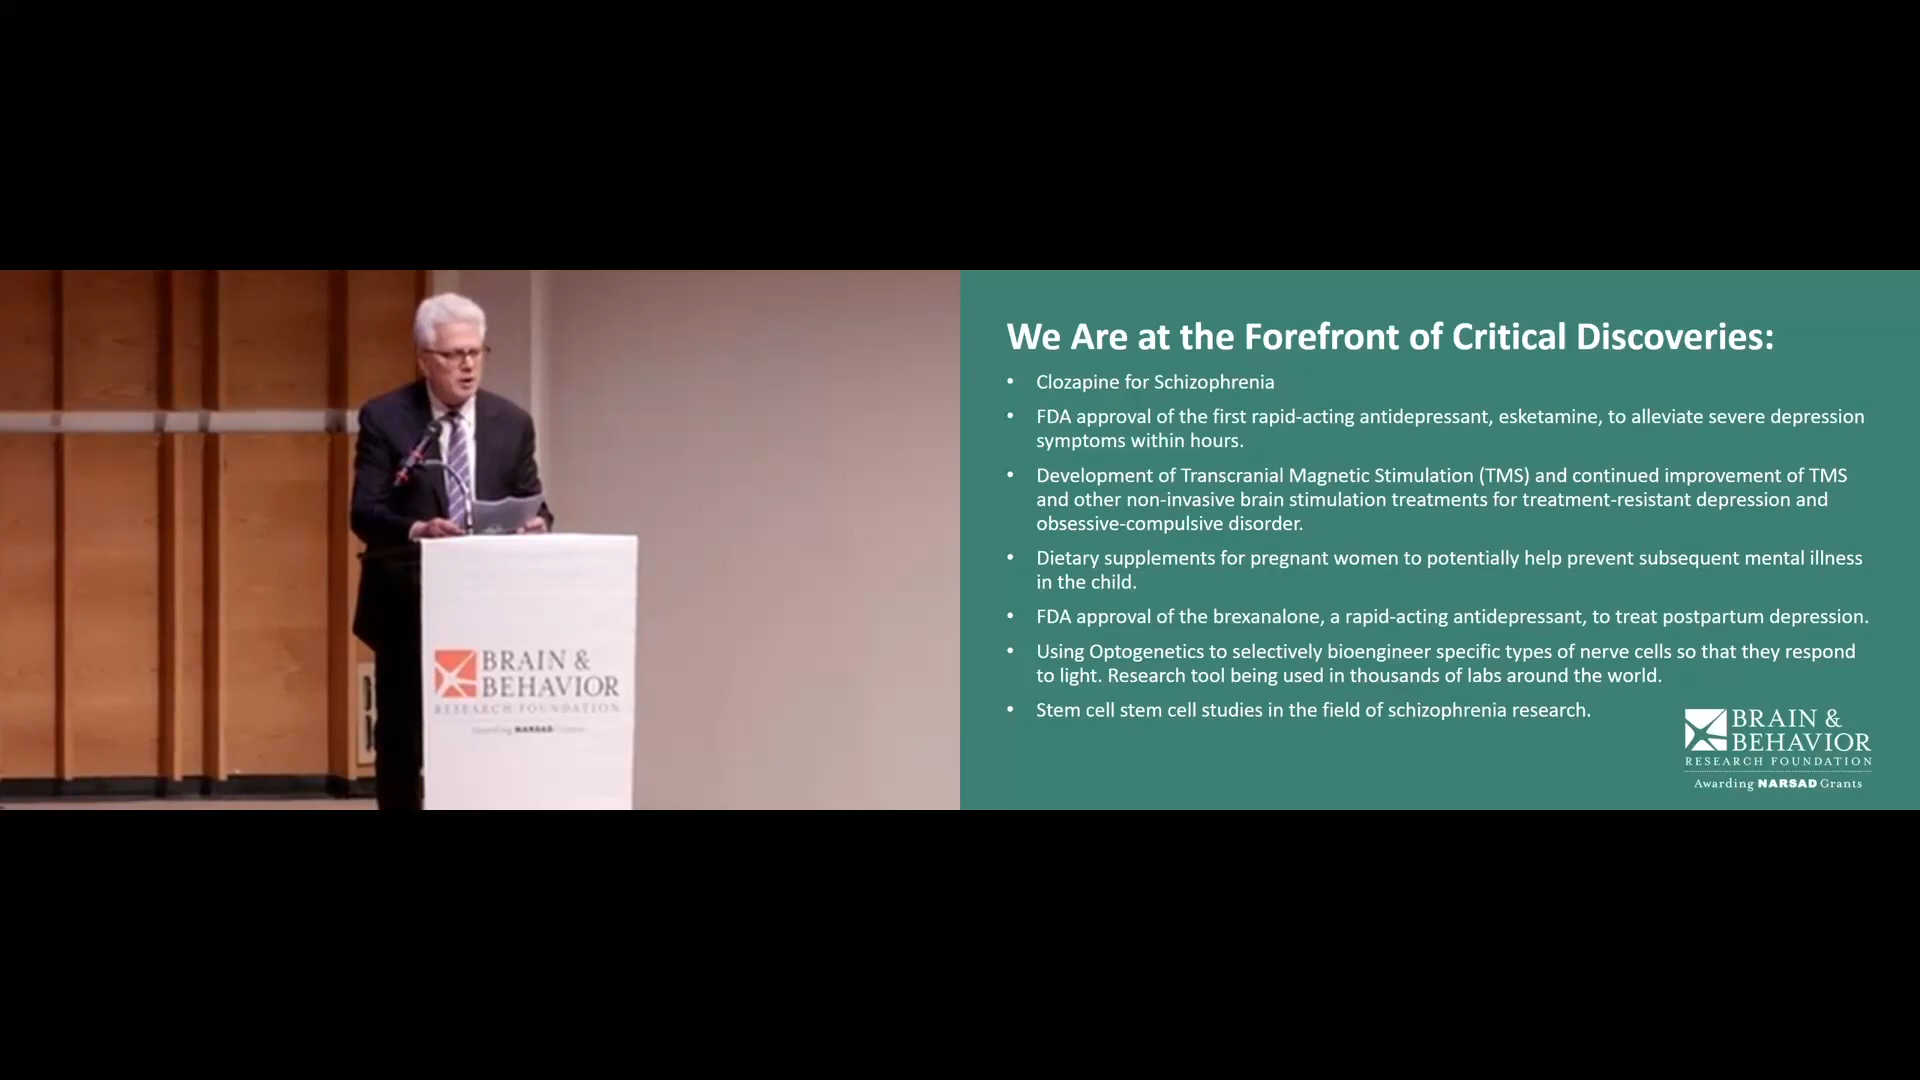 BRAIN &
BEHAVIOR
RESEARCH FOUNDATION
Awarding NARSAD Grants
We Are at the Forefront of Critical Discoveries:
• Clozapine for Schizophrenia
• FDA approval of the first rapid-acting antidepressant, esketamine, to alleviate severe depression
symptoms within hours.
• Development of Transcranial Magnetic Stimulation (TMS) and continued improvement of TMS
and other non-invasive brain stimulation treatments for treatment-resistant depression and
obsessive-compulsive disorder.
• Dietary supplements for pregnant women to potentially help prevent subsequent mental illness
in the child.
• FDA approval of the brexanalone, a rapid-acting antidepressant, to treat postpartum depression.
• Using Optogenetics to selectively bioengineer specific types of nerve cells so that they respond
to light. Research tool being used in thousands of labs around the world.
• Stem cell stem cell studies in the field of schizophrenia research.
BRAIN &
BEHAVIOR
RESEARCH FOUNDATION
Awarding NARSAD Grants